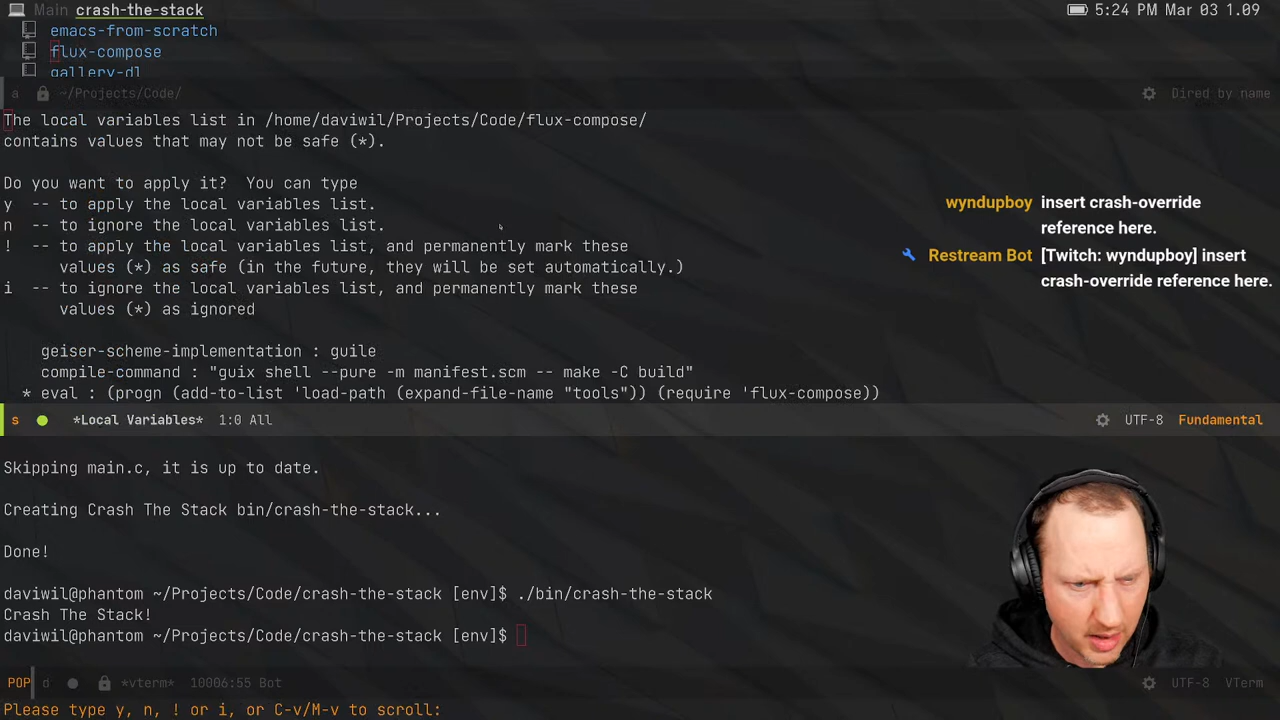 Main crash-the-stack
5:24 PM Mar 03 1.09
emacs-from-scratch
flux-compose
gallery-dl
a ~/Projects/Code/ Dired by name
The local variables list in /home/daviwil/Projects/Code/flux-compose/
contains values that may not be safe (*).
Do you want to apply it?  You can type
y  -- to apply the local variables list.
n  -- to ignore the local variables list.
!  -- to apply the local variables list, and permanently mark these
values (*) as safe (in the future, they will be set automatically.)
i  -- to ignore the local variables list, and permanently mark these
values (*) as ignored
geiser-scheme-implementation : guile
compile-command : "guix shell --pure -m manifest.scm -- make -C build"
* eval : (progn (add-to-list 'load-path (expand-file-name "tools")) (require 'flux-compose))
wyndupboy insert crash-override
reference here.
Restream Bot [Twitch: wyndupboy] insert
crash-override reference here.
s *Local Variables* 1:0 All UTF-8 Fundamental
Skipping main.c, it is up to date.
Creating Crash The Stack bin/crash-the-stack...
Done!
daviwil@phantom ~/Projects/Code/crash-the-stack [env]$ ./bin/crash-the-stack
Crash The Stack!
daviwil@phantom ~/Projects/Code/crash-the-stack [env]$
POP d *vterm* 10006:55 Bot UTF-8 VTerm
Please type y, n, ! or i, or C-v/M-v to scroll: